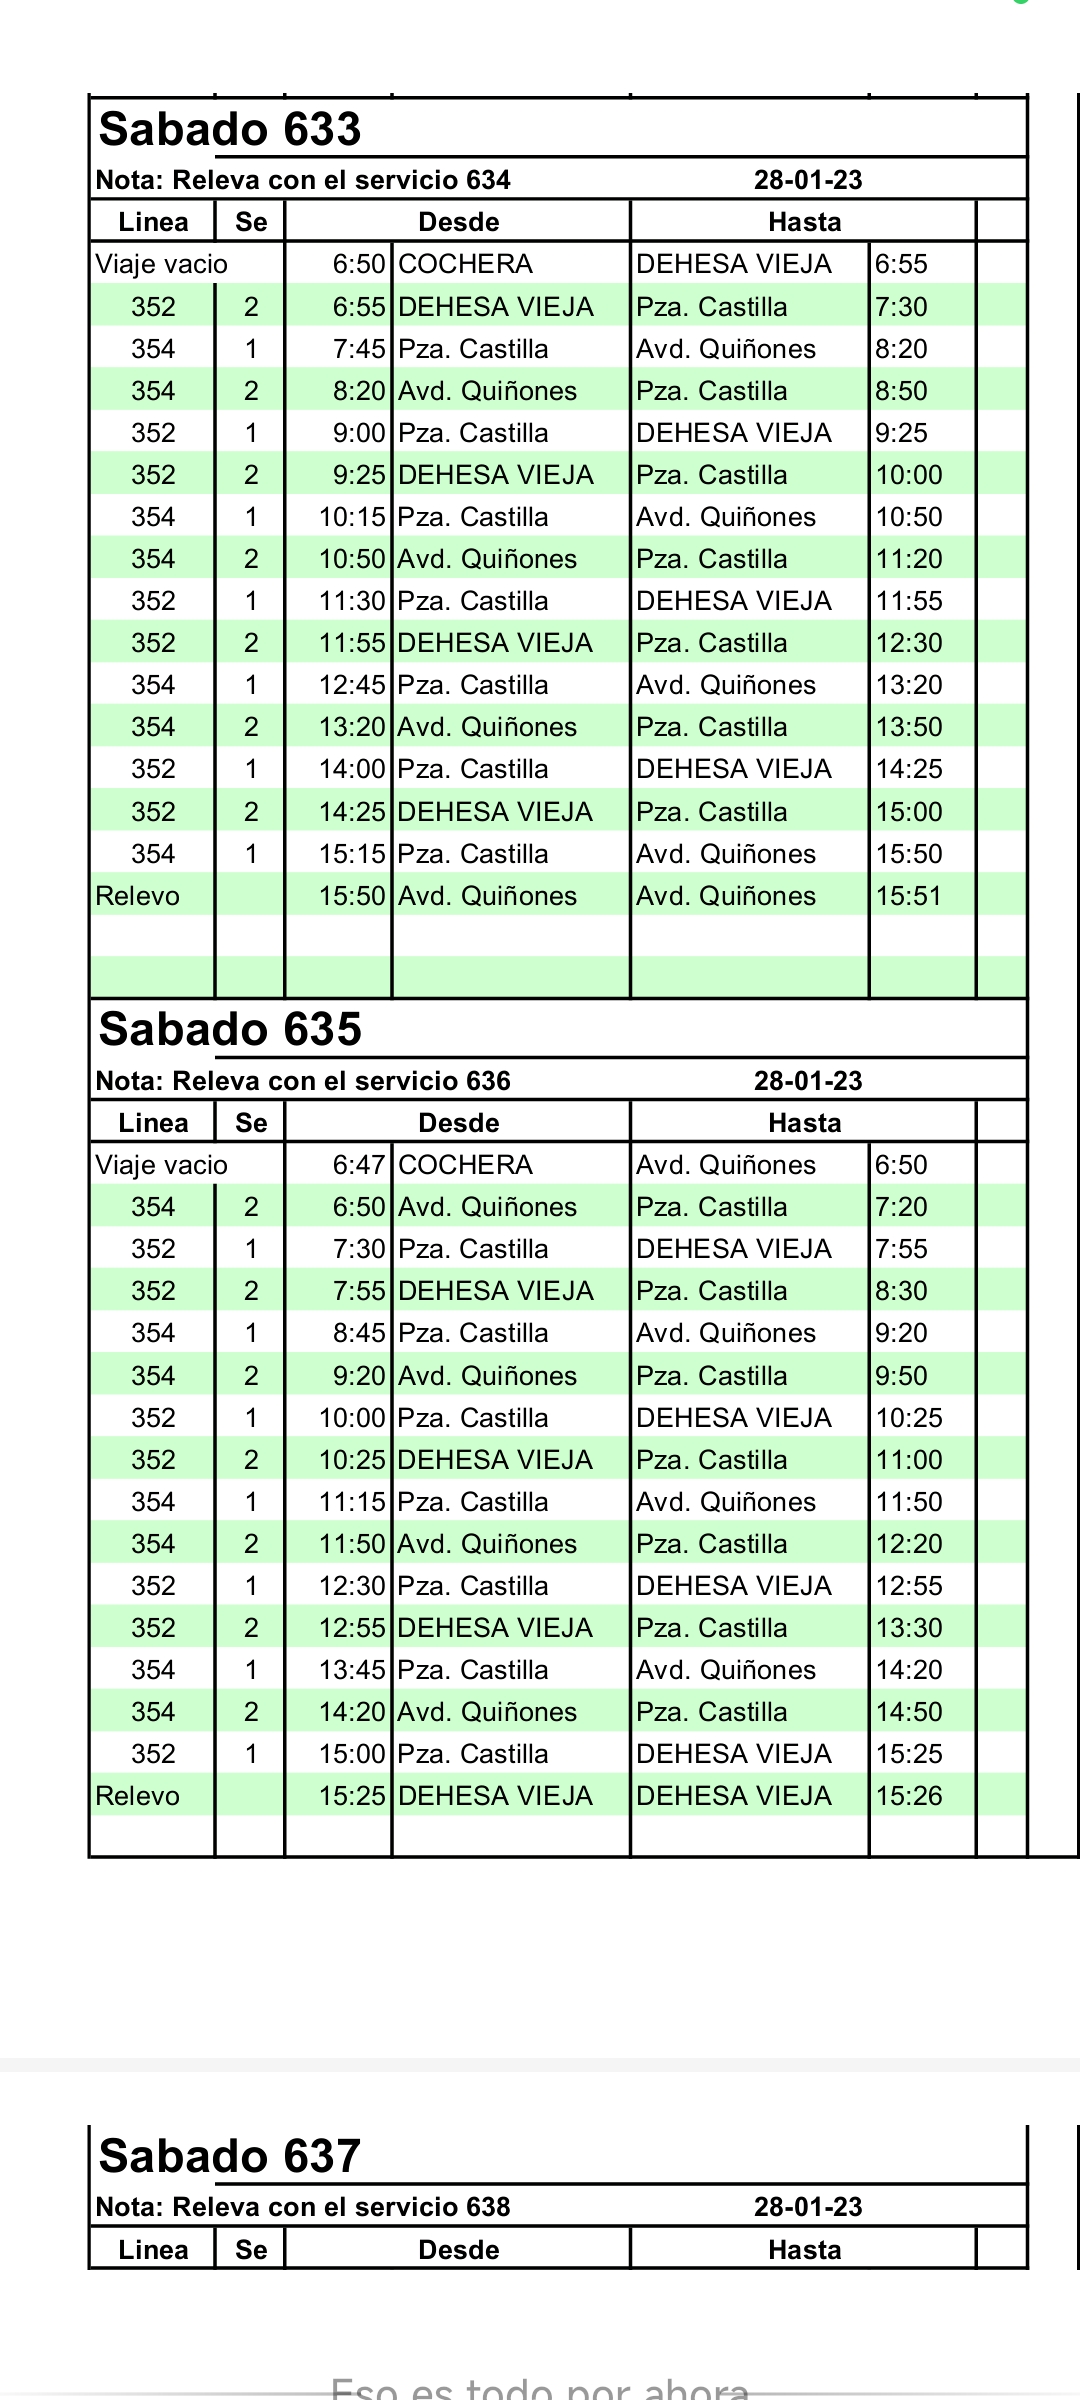 Sabado 633
Nota: Releva con el servicio 634 28-01-23
Linea Se Desde Hasta
Viaje vacio 6:50 COCHERA DEHESA VIEJA 6:55
352 2 6:55 DEHESA VIEJA Pza. Castilla 7:30
354 1 7:45 Pza. Castilla Avd. Quiñones 8:20
354 2 8:20 Avd. Quiñones Pza. Castilla 8:50
352 1 9:00 Pza. Castilla DEHESA VIEJA 9:25
352 2 9:25 DEHESA VIEJA Pza. Castilla 10:00
354 1 10:15 Pza. Castilla Avd. Quiñones 10:50
354 2 10:50 Avd. Quiñones Pza. Castilla 11:20
352 1 11:30 Pza. Castilla DEHESA VIEJA 11:55
352 2 11:55 DEHESA VIEJA Pza. Castilla 12:30
354 1 12:45 Pza. Castilla Avd. Quiñones 13:20
354 2 13:20 Avd. Quiñones Pza. Castilla 13:50
352 1 14:00 Pza. Castilla DEHESA VIEJA 14:25
352 2 14:25 DEHESA VIEJA Pza. Castilla 15:00
354 1 15:15 Pza. Castilla Avd. Quiñones 15:50
Relevo 15:50 Avd. Quiñones Avd. Quiñones 15:51
Sabado 635
Nota: Releva con el servicio 636 28-01-23
Linea Se Desde Hasta
Viaje vacio 6:47 COCHERA Avd. Quiñones 6:50
354 2 6:50 Avd. Quiñones Pza. Castilla 7:20
352 1 7:30 Pza. Castilla DEHESA VIEJA 7:55
352 2 7:55 DEHESA VIEJA Pza. Castilla 8:30
354 1 8:45 Pza. Castilla Avd. Quiñones 9:20
354 2 9:20 Avd. Quiñones Pza. Castilla 9:50
352 1 10:00 Pza. Castilla DEHESA VIEJA 10:25
352 2 10:25 DEHESA VIEJA Pza. Castilla 11:00
354 1 11:15 Pza. Castilla Avd. Quiñones 11:50
354 2 11:50 Avd. Quiñones Pza. Castilla 12:20
352 1 12:30 Pza. Castilla DEHESA VIEJA 12:55
352 2 12:55 DEHESA VIEJA Pza. Castilla 13:30
354 1 13:45 Pza. Castilla Avd. Quiñones 14:20
354 2 14:20 Avd. Quiñones Pza. Castilla 14:50
352 1 15:00 Pza. Castilla DEHESA VIEJA 15:25
Relevo 15:25 DEHESA VIEJA DEHESA VIEJA 15:26
Sabado 637
Nota: Releva con el servicio 638 28-01-23
Linea Se Desde Hasta
Eso es todo por ahora